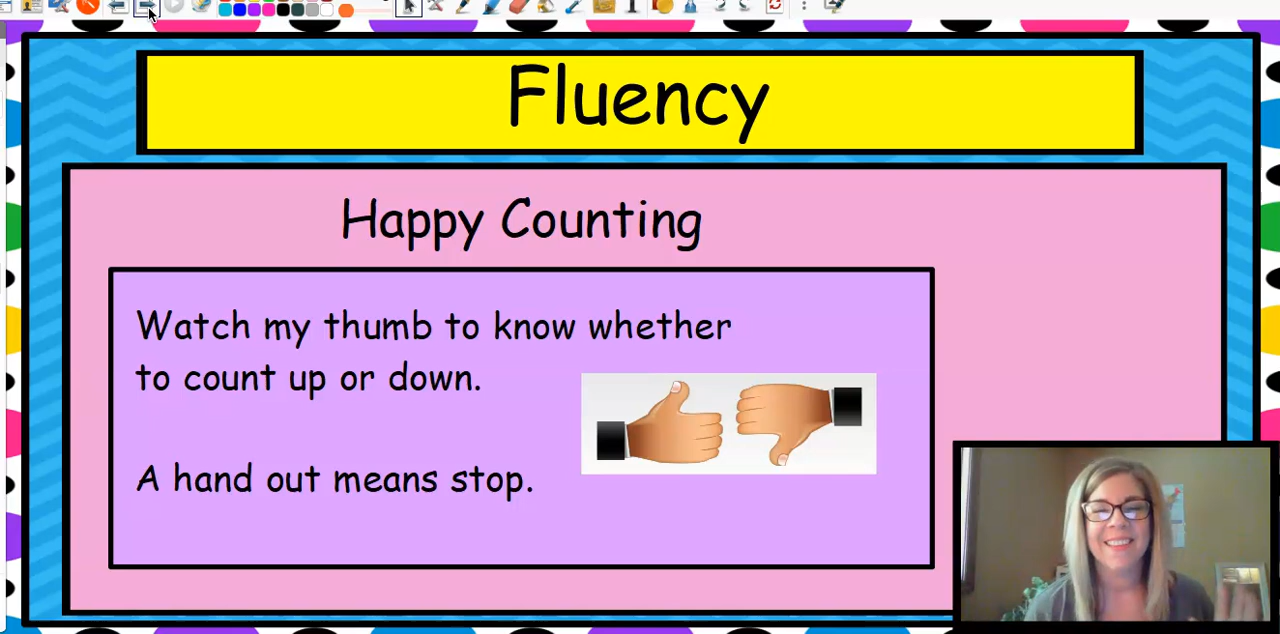 Fluency
Happy Counting
Watch my thumb to know whether
to count up or down.
A hand out means stop.